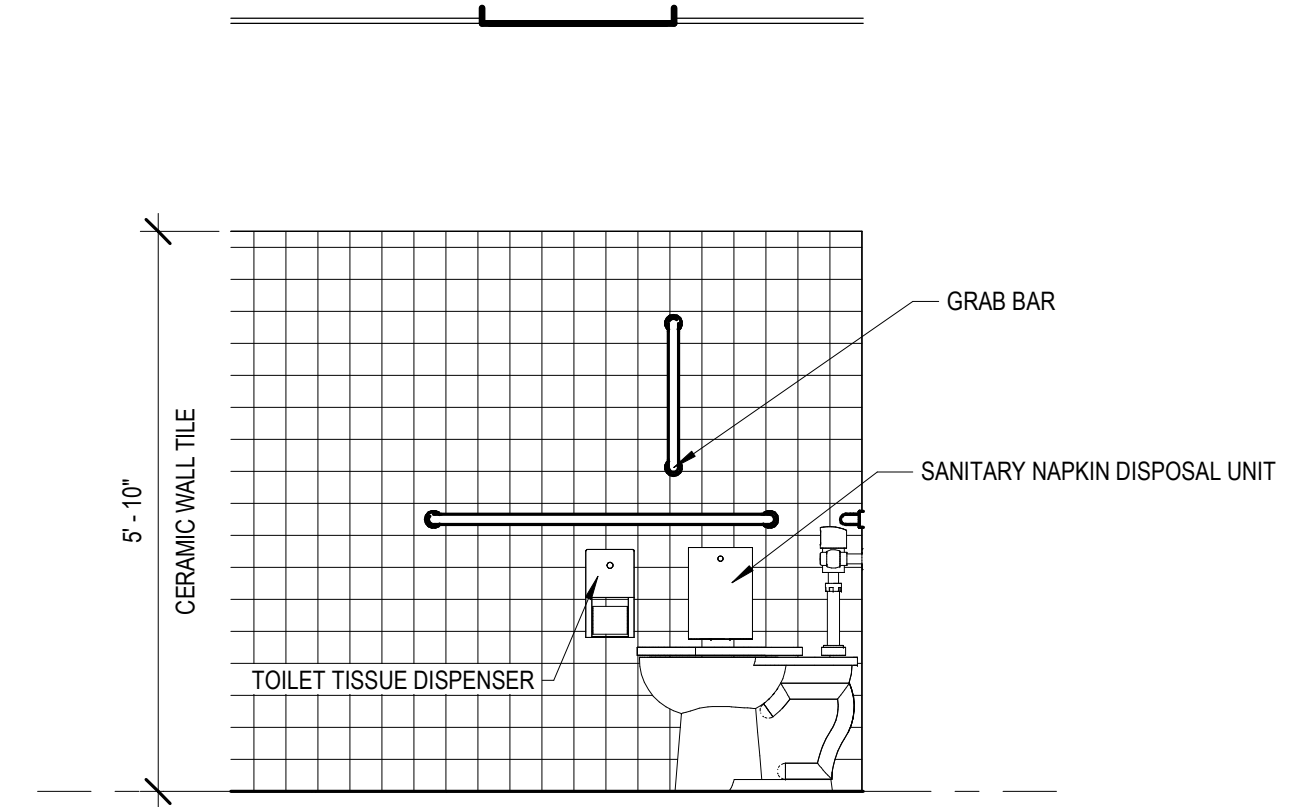 GRAB BAR
SANITARY NAPKIN DISPOSAL UNIT
5' - 10"
CERAMIC WALL TILE
TOILET TISSUE DISPENSER